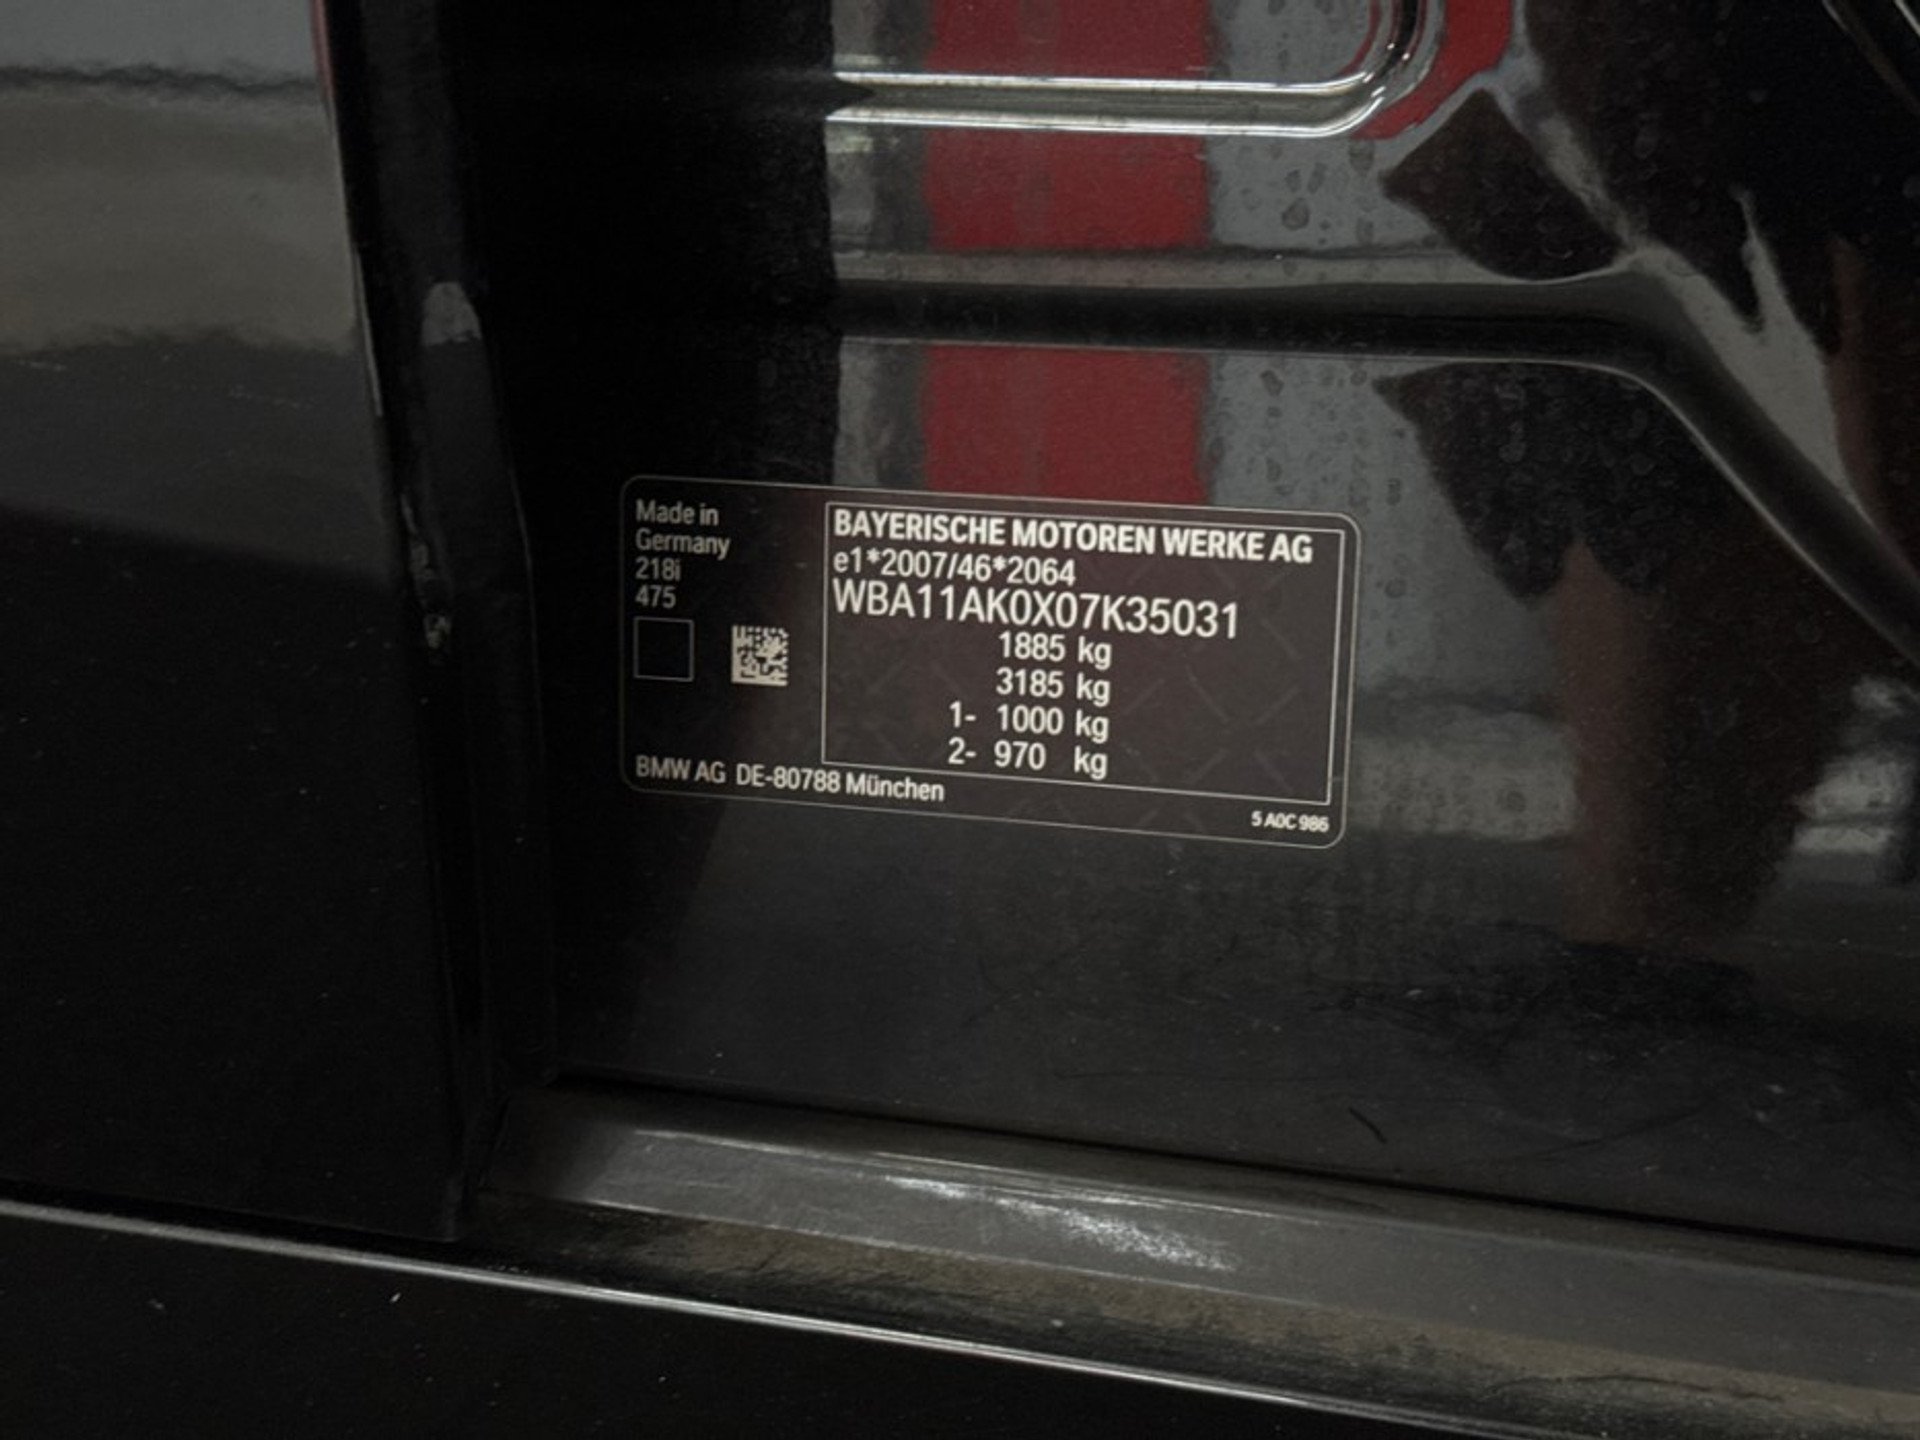 Made in
Germany
218i
475
BAYERISCHE MOTOREN WERKE AG
e1*2007/46*2064
WBA11AK0X07K35031
1885 kg
3185 kg
1- 1000 kg
2- 970 kg
BMW AG DE-80788 München
5 A0C 986